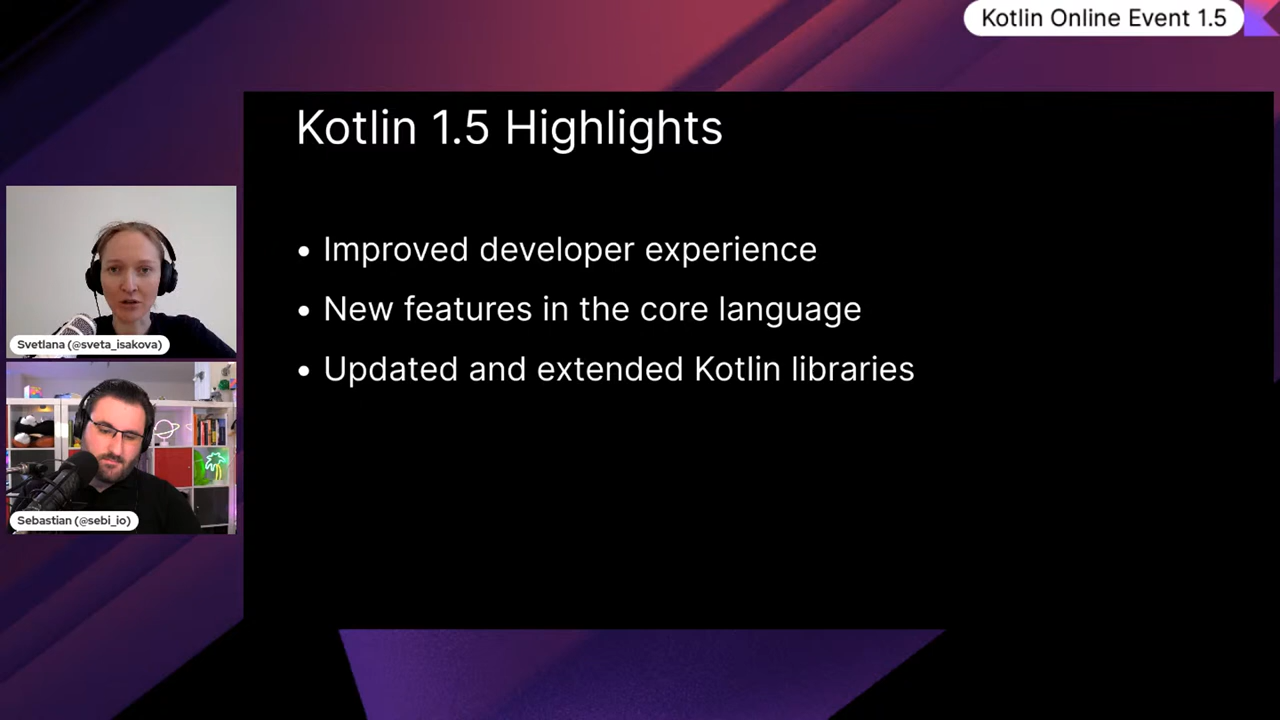 Kotlin Online Event 1.5
Kotlin 1.5 Highlights
• Improved developer experience
• New features in the core language
• Updated and extended Kotlin libraries
Svetlana (@sveta_isakova)
Sebastian (@sebi_io)